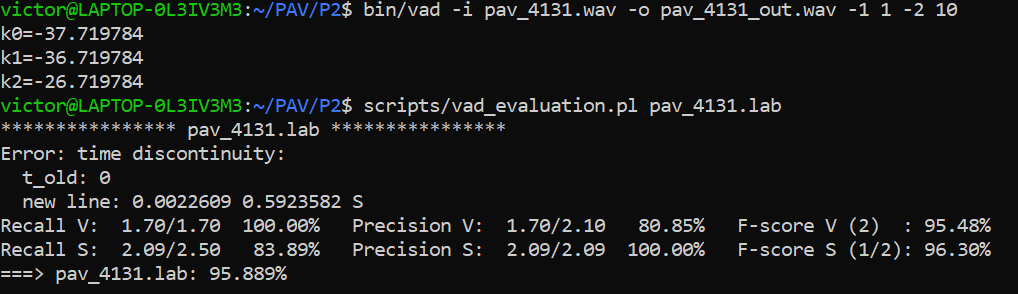 victor@LAPTOP-0L3IV3M3:~/PAV/P2$ bin/vad -i pav_4131.wav -o pav_4131_out.wav -1 1 -2 10
k0=-37.719784
k1=-36.719784
k2=-26.719784
victor@LAPTOP-0L3IV3M3:~/PAV/P2$ scripts/vad_evaluation.pl pav_4131.lab
**************** pav_4131.lab ****************
Error: time discontinuity:
  t_old: 0
  new line: 0.0022609 0.5923582 S
Recall V:  1.70/1.70  100.00%   Precision V:  1.70/2.10   80.85%   F-score V (2)  : 95.48%
Recall S:  2.09/2.50   83.89%   Precision S:  2.09/2.09  100.00%   F-score S (1/2): 96.30%
===> pav_4131.lab: 95.889%